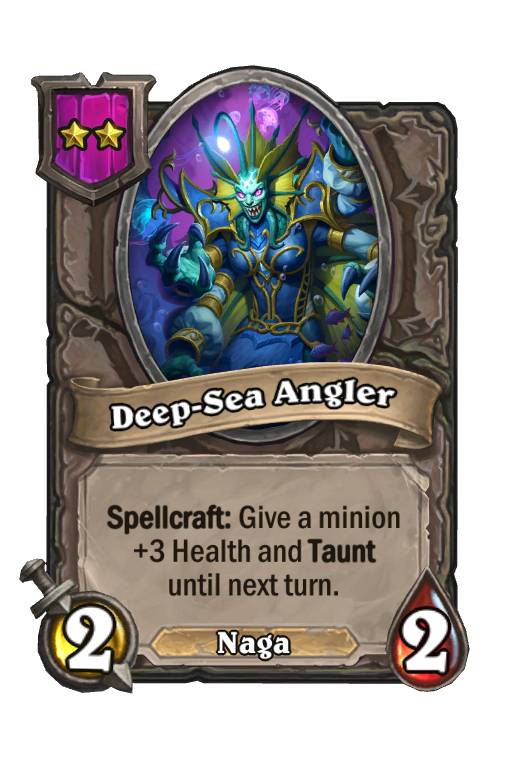 Deep-Sea Angler
Spellcraft: Give a minion
+3 Health and Taunt
until next turn.
2
Naga
2